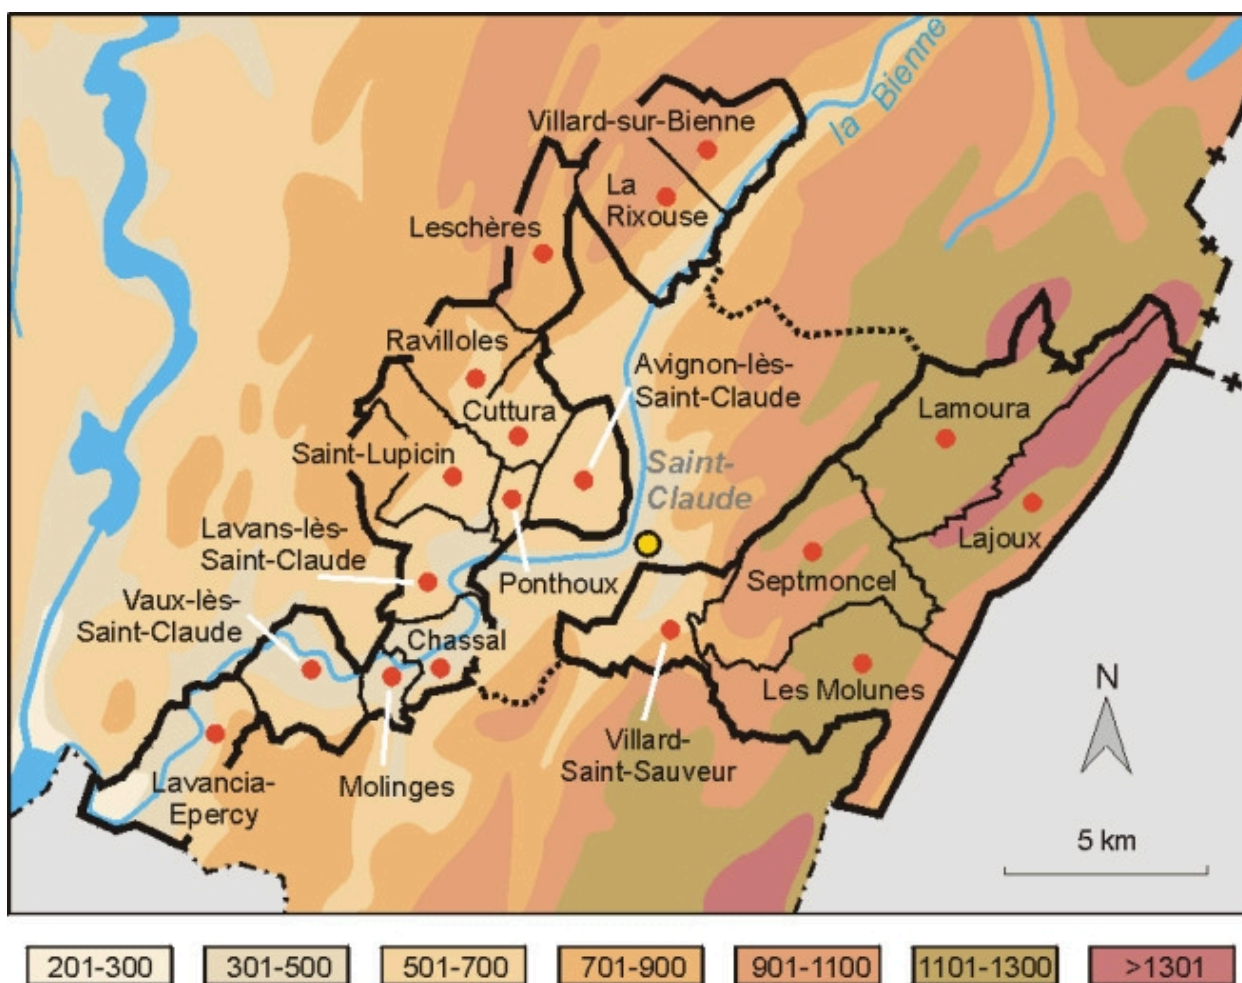 la Bienne
Villard-sur-Bienne
La
Rixouse
Leschères
Ravilloles
Avignon-lès-
Saint-Claude
Cuttura
Lamoura
Saint-Lupicin
Saint-
Claude
Lavans-lès-
Saint-Claude
Lajoux
Ponthoux
Septmoncel
Vaux-lès-
Saint-Claude
Chassal
Les Molunes
N
Villard-
Saint-Sauveur
Molinges
Lavancia-
Epercy
5 km
201-300
301-500
501-700
701-900
901-1100
1101-1300
>1301